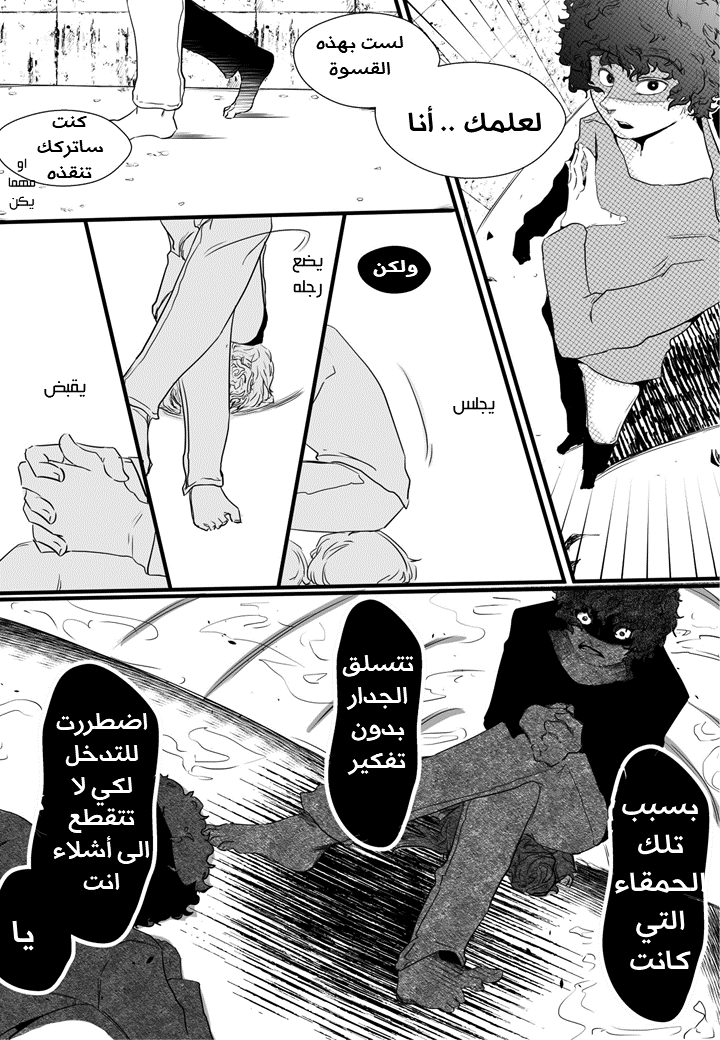 لعلمك .. أنا
لست بهذه
القسوة
كنت
ساتركك
تنقذه
او
مهما
يكن
ولكن
يجلس
يضع
رجله
يقبض
بسبب
تلك
الحمقاء
التي
كانت
تتسلق
الجدار
بدون
تفكير
اضطررت
للتدخل
لكي لا
تتقطع
الى أشلاء
انت
يا